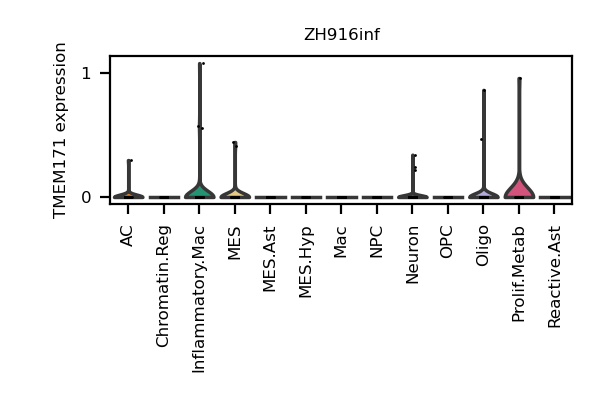 ZH916inf
TMEM171 expression
1
0
AC
Chromatin.Reg
Inflammatory.Mac
MES
MES.Ast
MES.Hyp
Mac
NPC
Neuron
OPC
Oligo
Prolif.Metab
Reactive.Ast